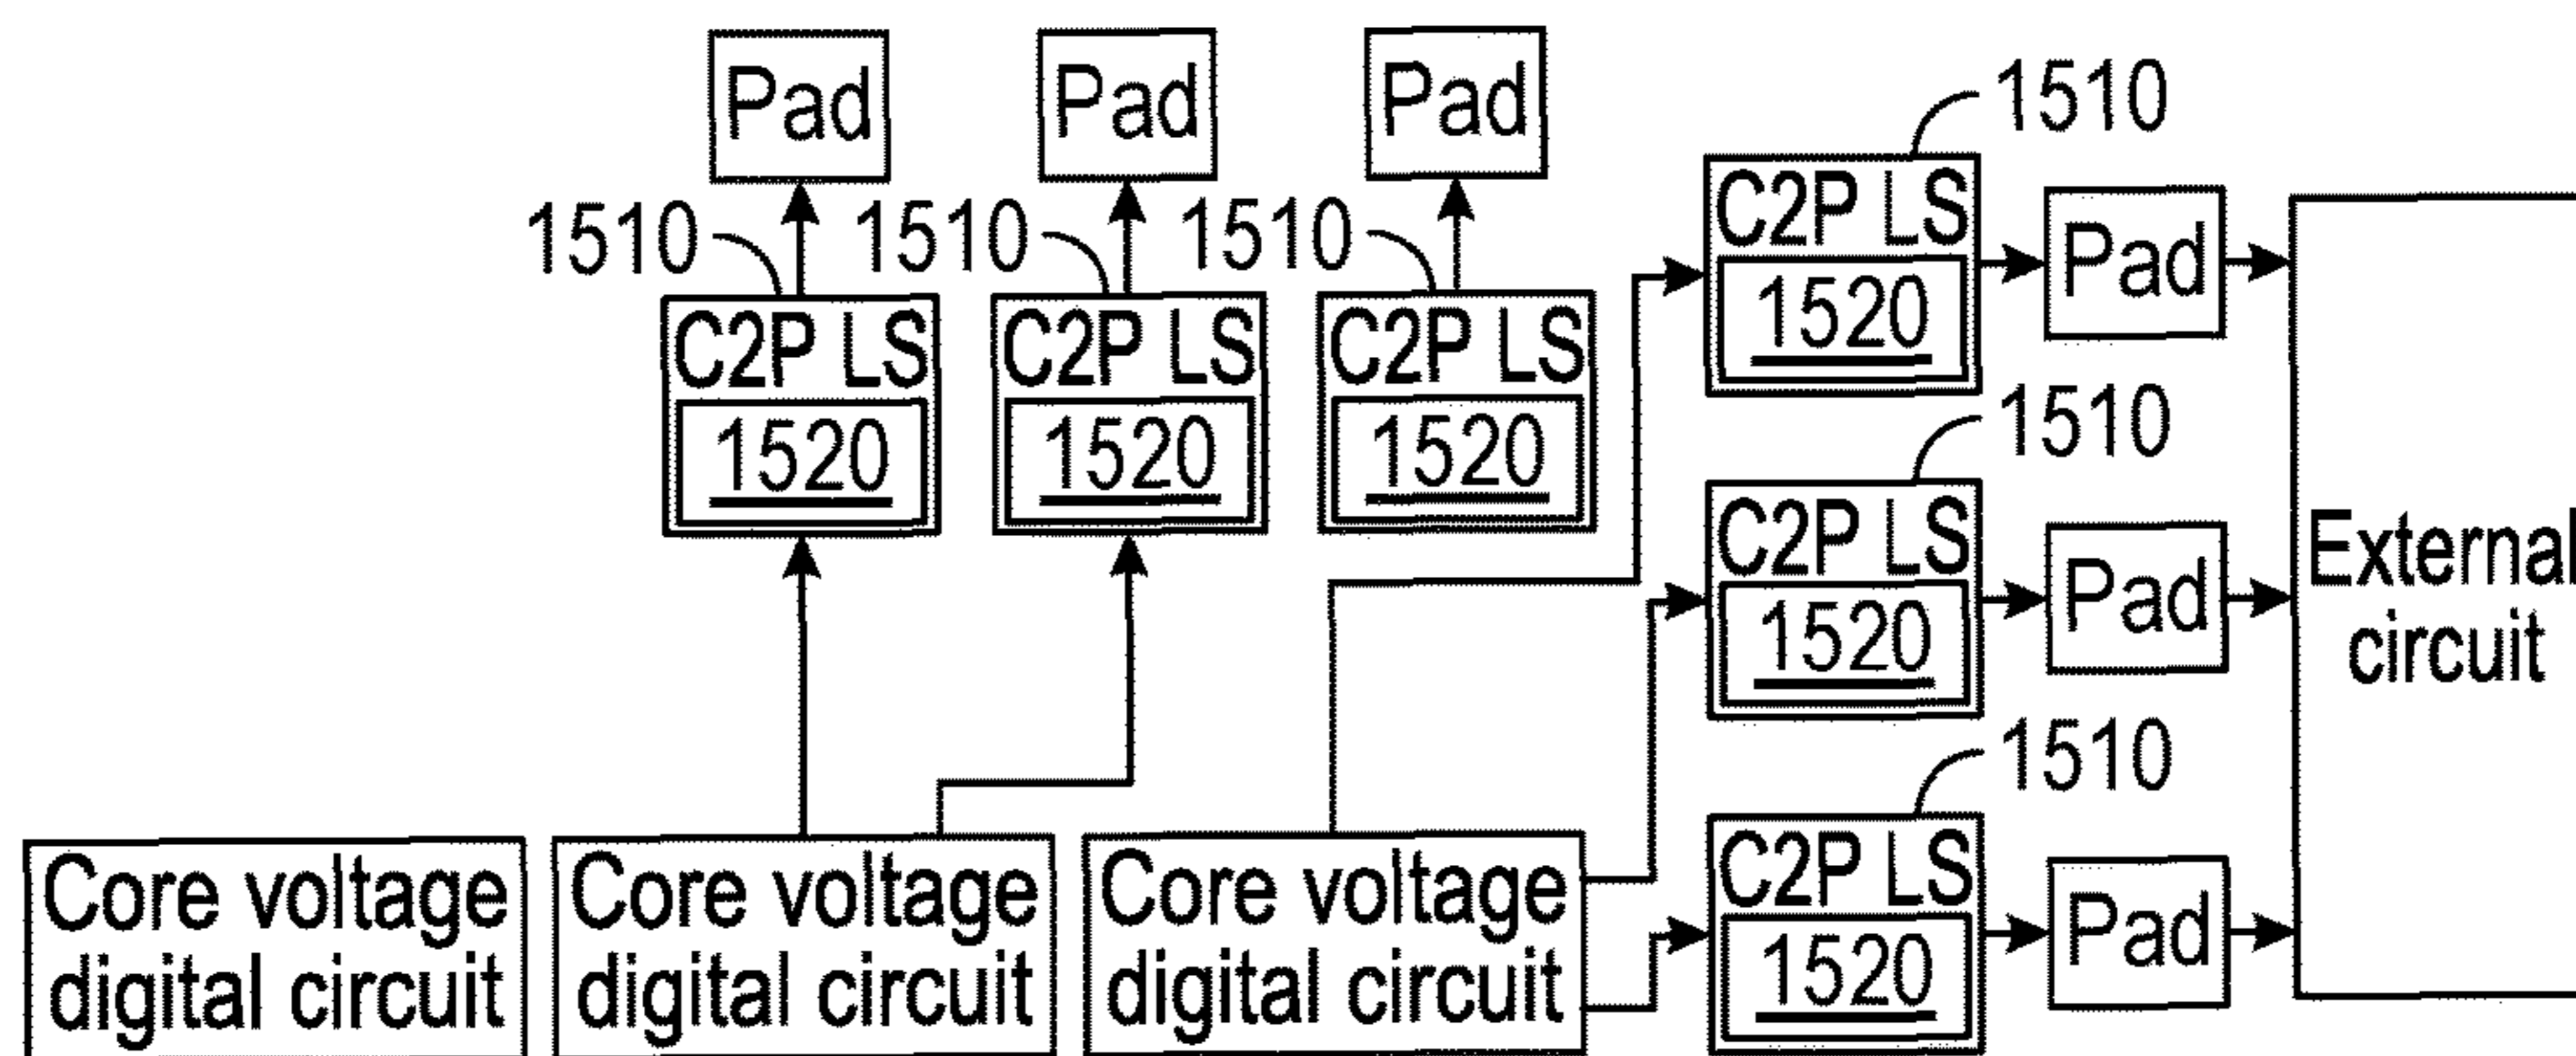 Pad
Pad
Pad
1510
1510
1510
1510
C2P LS
1520
Pad
C2P LS
1520
C2P LS
1520
C2P LS
1520
1510
C2P LS
1520
Pad
External
circuit
1510
C2P LS
1520
Pad
Core voltage
digital circuit
Core voltage
digital circuit
Core voltage
digital circuit